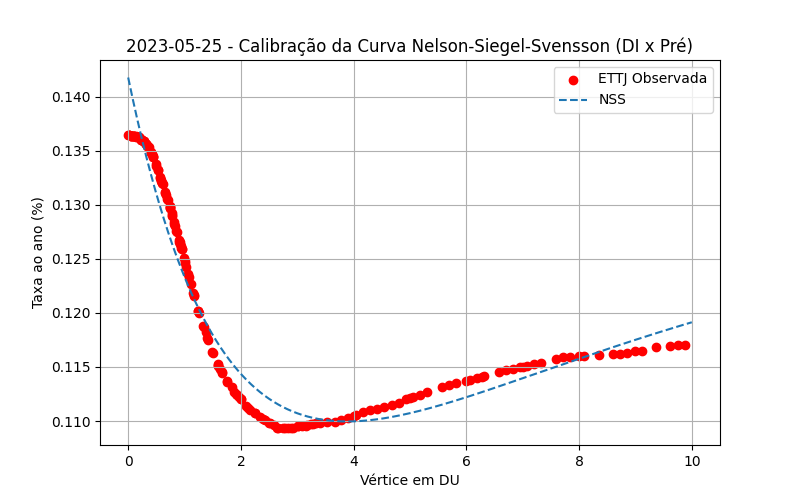 2023-05-25 - Calibração da Curva Nelson-Siegel-Svensson (DI x Pré)
ETTJ Observada
NSS
Taxa ao ano (%)
0.140
0.135
0.130
0.125
0.120
0.115
0.110
0 2 4 6 8 10
Vértice em DU